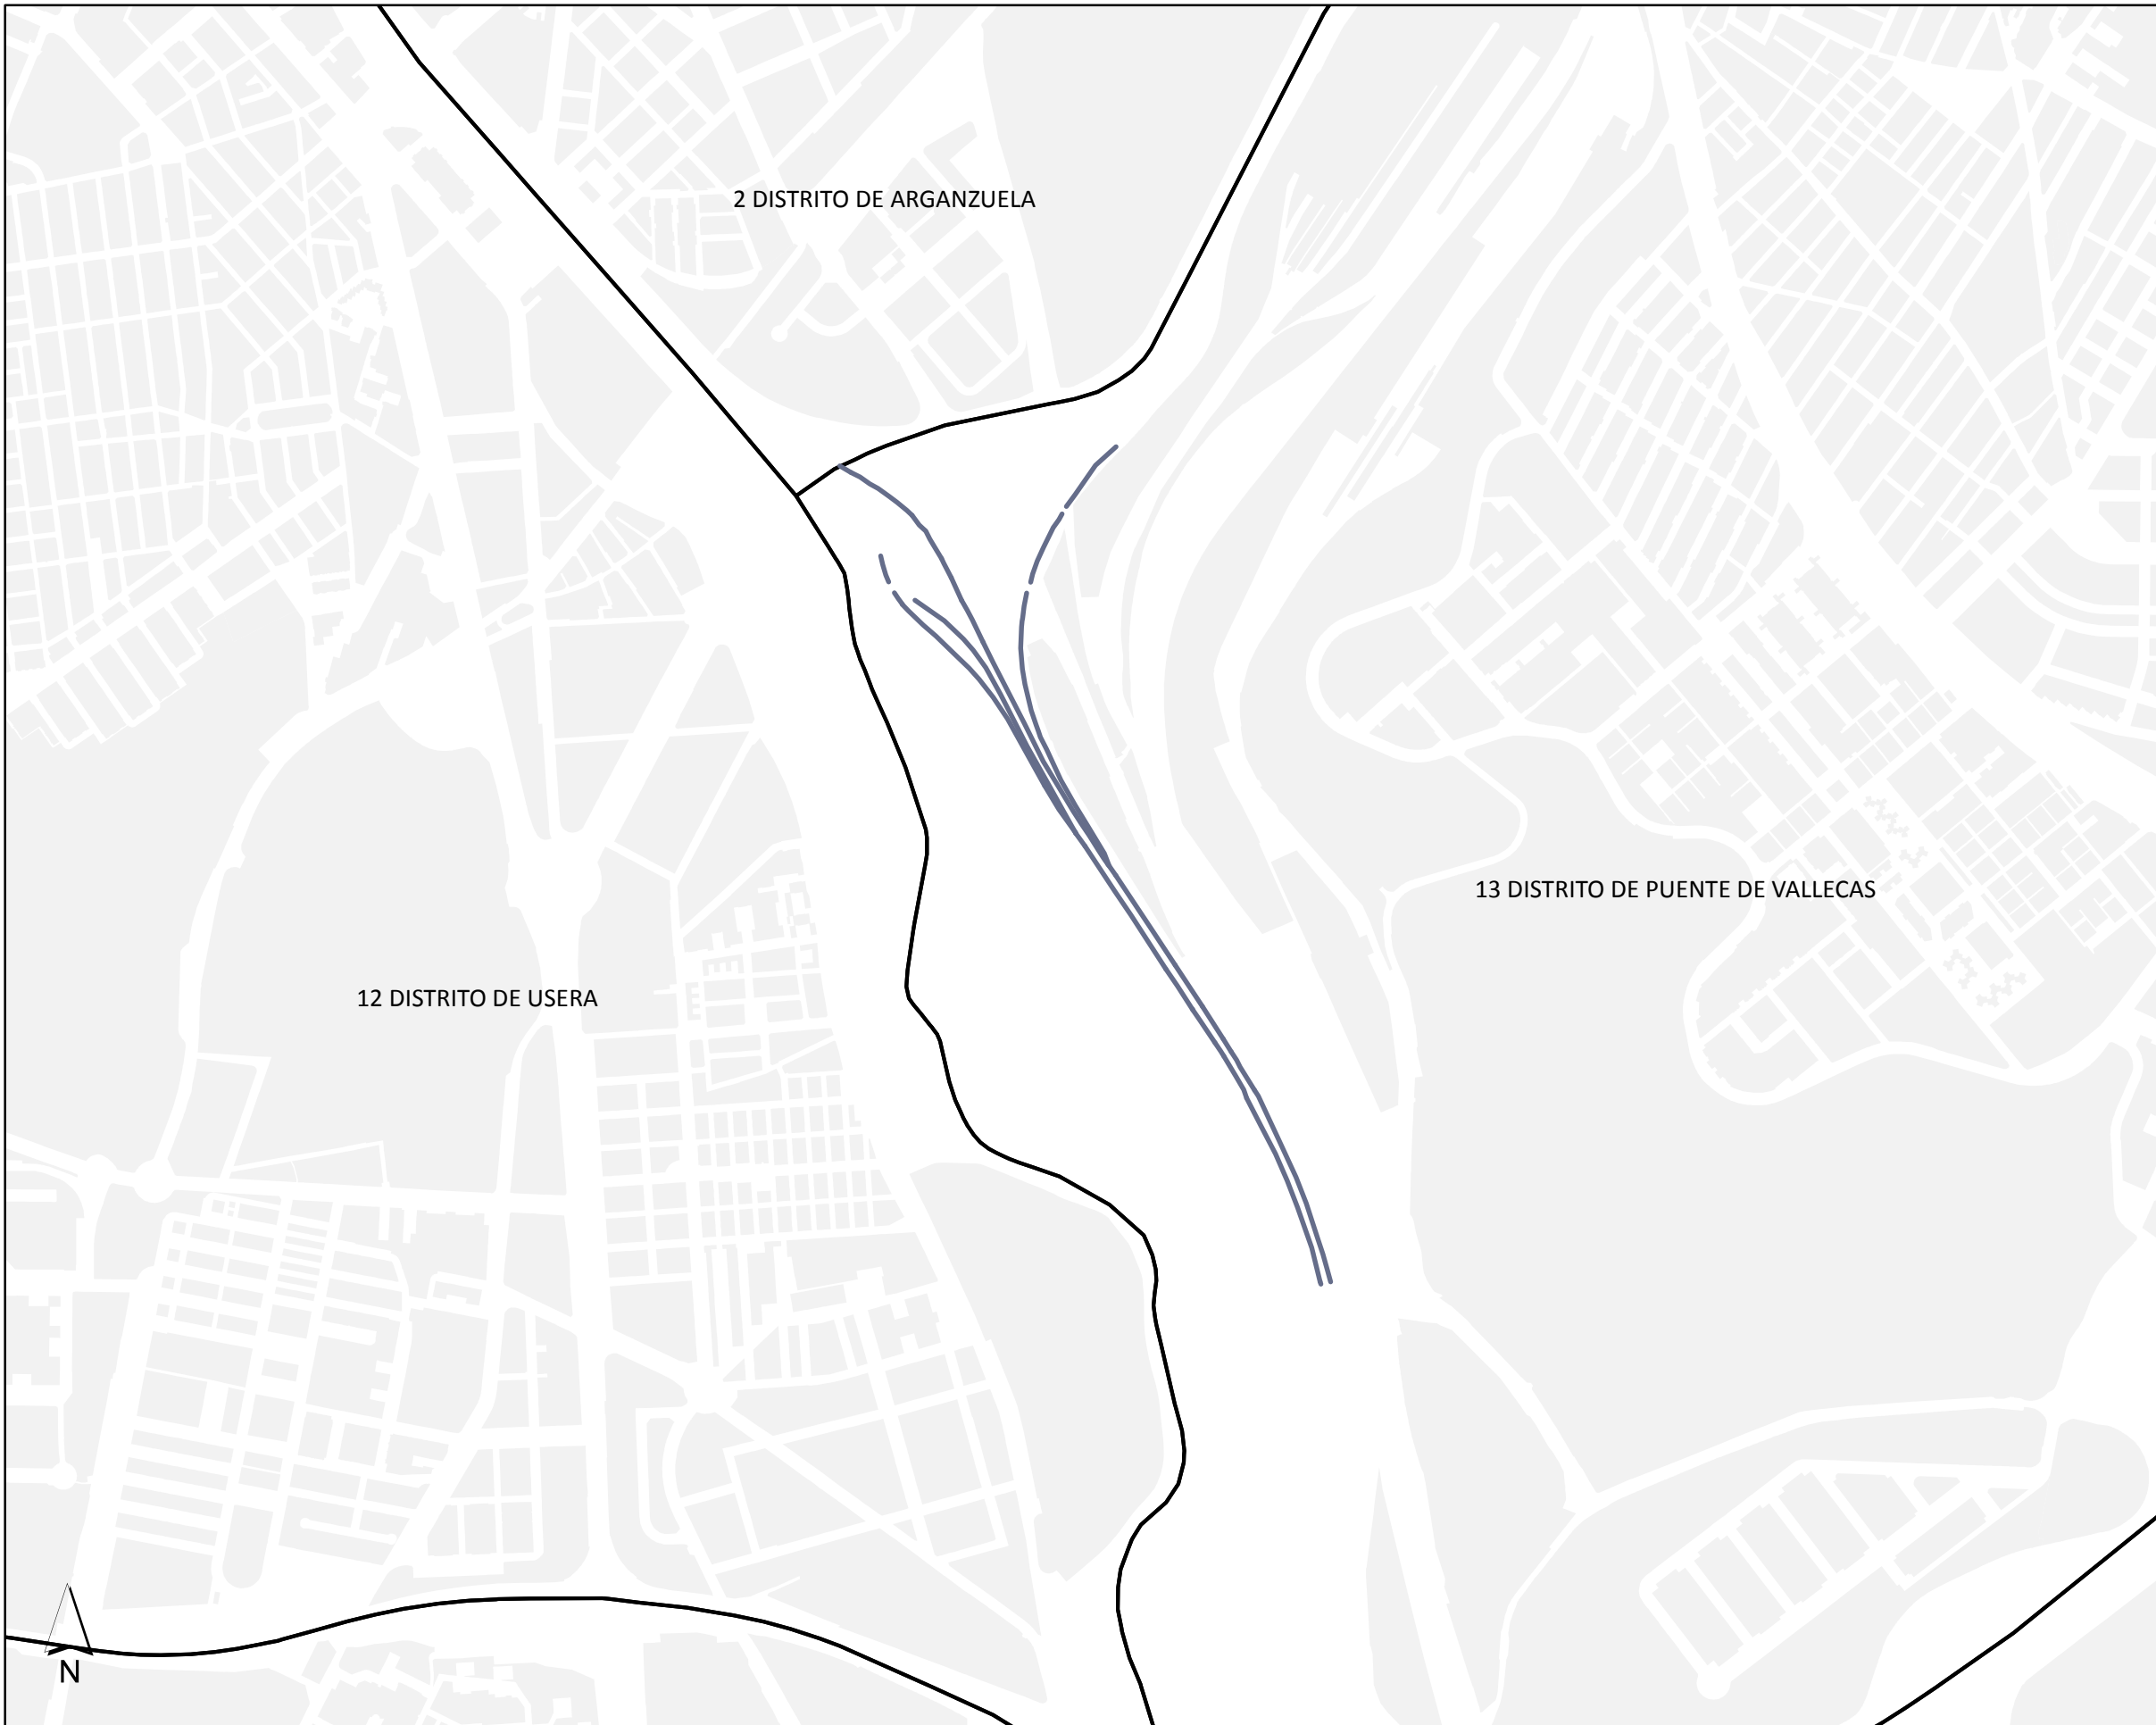 2 DISTRITO DE ARGANZUELA
13 DISTRITO DE PUENTE DE VALLECAS
12 DISTRITO DE USERA
N